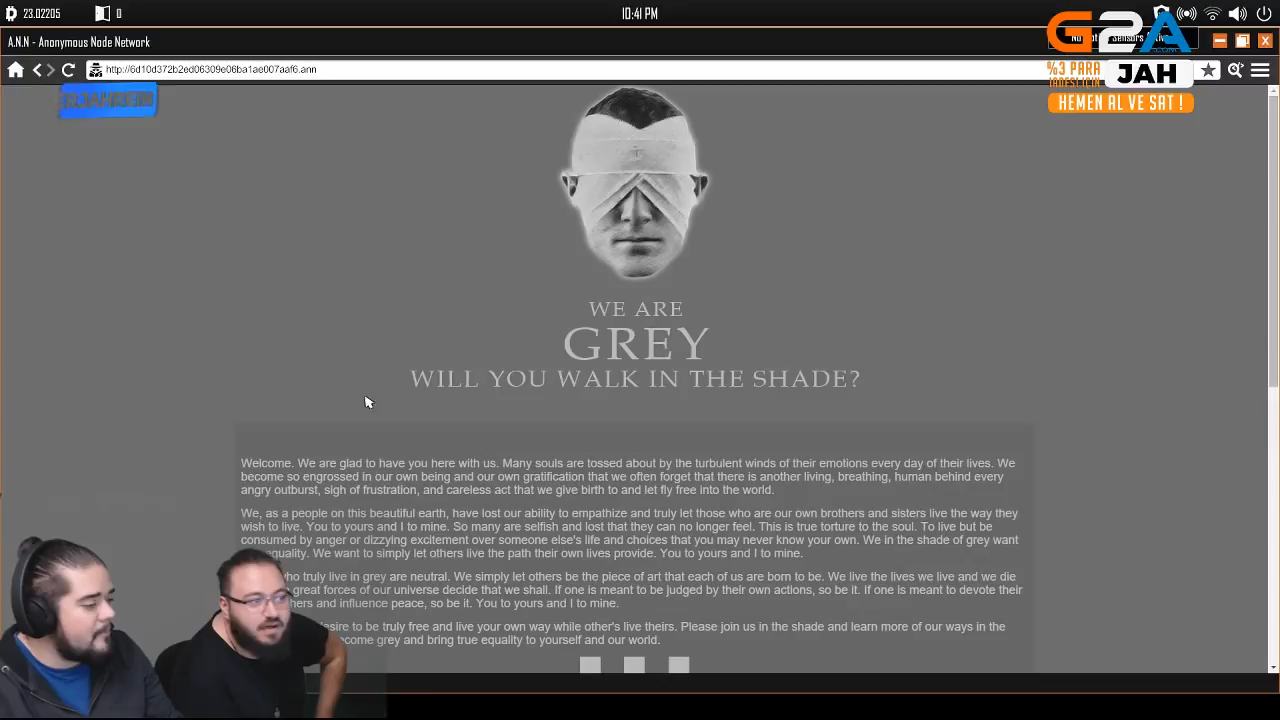 23.02205
0
10:41 PM
A.N.N - Anonymous Node Network
G2A
.COM
http://6d10d372b2ed06309e06ba1ae007aaf6.ann
%3 PARA
İADESİ İÇİN
JAH
HEMEN AL VE SAT !
WE ARE
GREY
WILL YOU WALK IN THE SHADE?
Welcome. We are glad to have you here with us. Many souls are tossed about by the turbulent winds of their emotions every day of their lives. We
become so engrossed in our own being and our own gratification that we often forget that there is another living, breathing, human behind every
angry outburst, sigh of frustration, and careless act that we give birth to and let fly free into the world.
We, as a people on this beautiful earth, have lost our ability to empathize and truly let those who are our own brothers and sisters live the way they
wish to live. You to yours and I to mine. So many are selfish and lost that they can no longer feel. This is true torture to the soul. To live but be
consumed by anger or dizzying excitement over someone else's life and choices that you may never know your own. We in the shade of grey want
equality. We want to simply let others live the path their own lives provide. You to yours and I to mine.
who truly live in grey are neutral. We simply let others be the piece of art that each of us are born to be. We live the lives we live and we die
great forces of our universe decide that we shall. If one is meant to be judged by their own actions, so be it. If one is meant to devote their
and influence peace, so be it. You to yours and I to mine.
desire to be truly free and live your own way while other's live theirs. Please join us in the shade and learn more of our ways in the
become grey and bring true equality to yourself and our world.